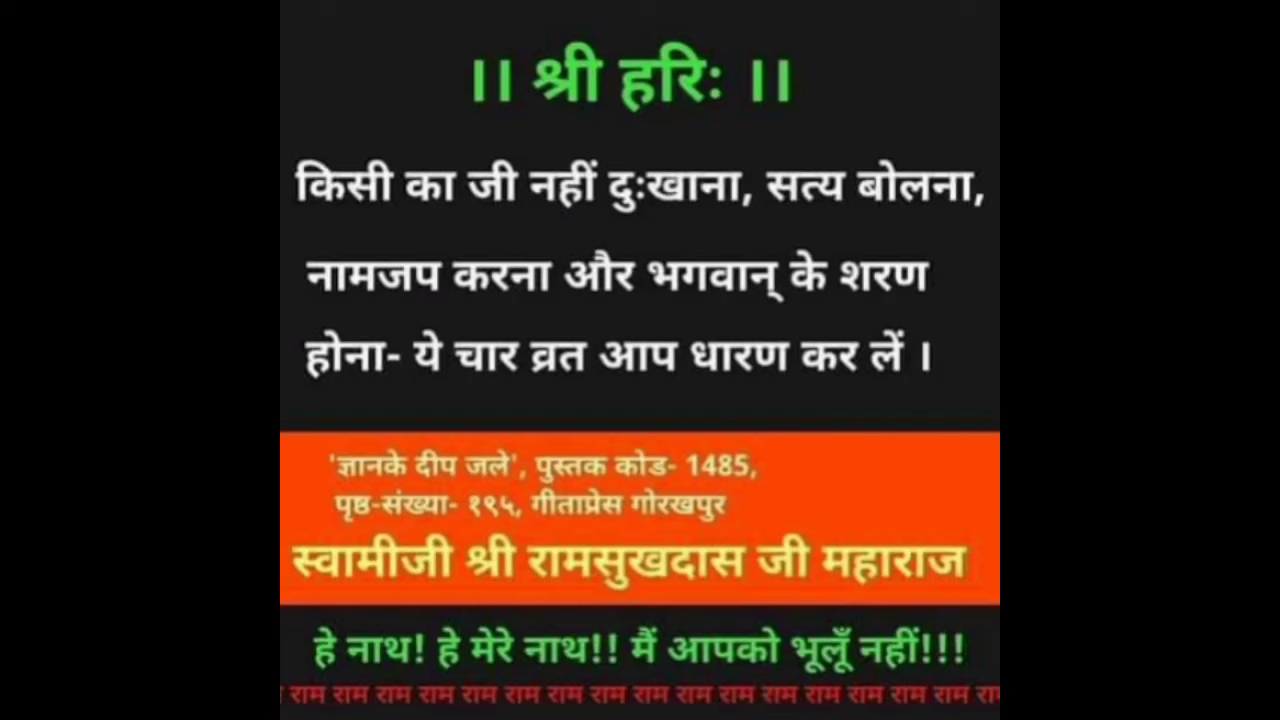 ।। श्री हरिः ।।
किसी का जी नहीं दुःखाना, सत्य बोलना,
नामजप करना और भगवान् के शरण
होना- ये चार व्रत आप धारण कर लें ।
'ज्ञानके दीप जले', पुस्तक कोड- 1485,
पृष्ठ-संख्या- १९५, गीताप्रेस गोरखपुर
स्वामीजी श्री रामसुखदास जी महाराज
हे नाथ! हे मेरे नाथ!! मैं आपको भूलूँ नहीं!!!
राम राम राम राम राम राम राम राम राम राम राम राम राम राम राम राम रा